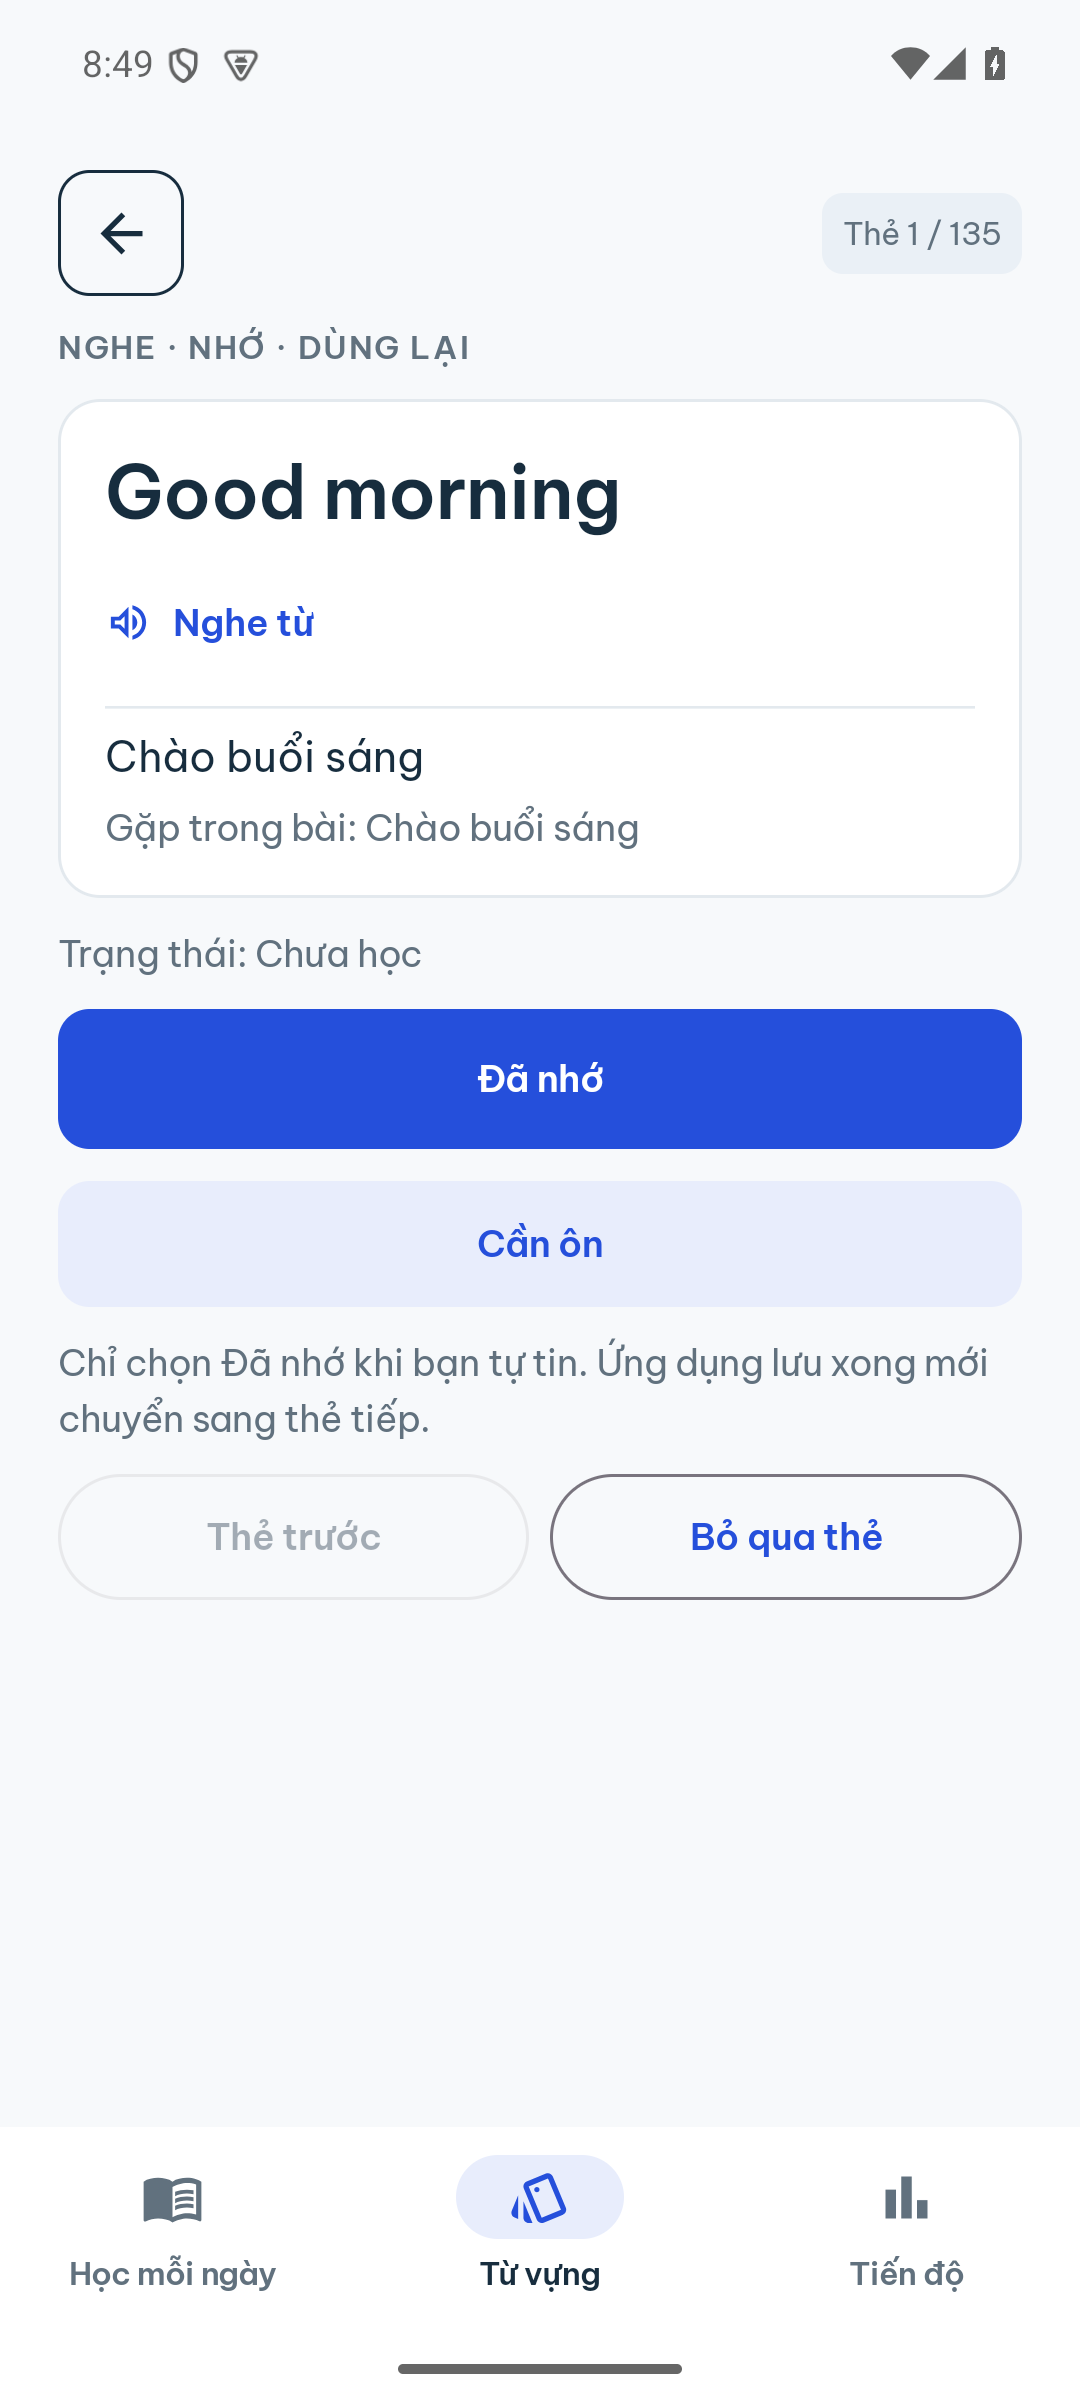 8:49
Thẻ 1 / 135
NGHE · NHỚ · DÙNG LẠI
Good morning
Nghe từ
Chào buổi sáng
Gặp trong bài: Chào buổi sáng
Trạng thái: Chưa học
Đã nhớ
Cần ôn
Chỉ chọn Đã nhớ khi bạn tự tin. Ứng dụng lưu xong mới
chuyển sang thẻ tiếp.
Thẻ trước
Bỏ qua thẻ
Học mỗi ngày
Từ vựng
Tiến độ